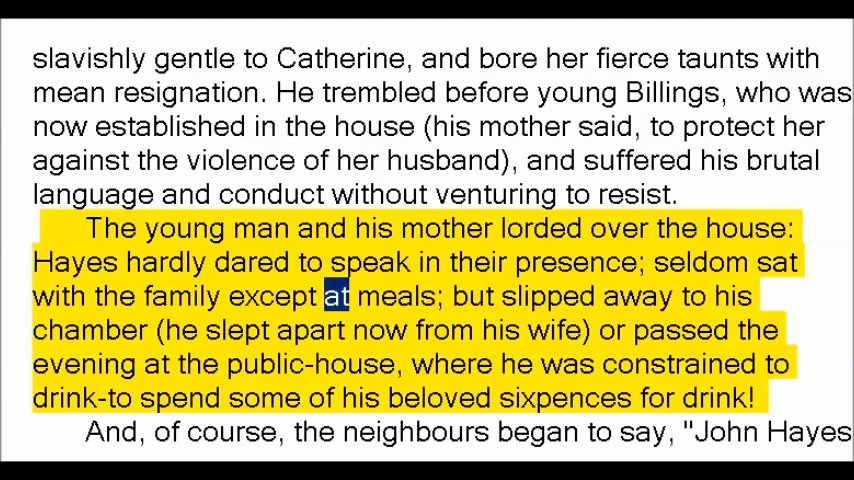 slavishly gentle to Catherine, and bore her fierce taunts with
mean resignation. He trembled before young Billings, who was
now established in the house (his mother said, to protect her
against the violence of her husband), and suffered his brutal
language and conduct without venturing to resist.
The young man and his mother lorded over the house:
Hayes hardly dared to speak in their presence; seldom sat
with the family except at meals; but slipped away to his
chamber (he slept apart now from his wife) or passed the
evening at the public-house, where he was constrained to
drink-to spend some of his beloved sixpences for drink!
And, of course, the neighbours began to say, "John Hayes